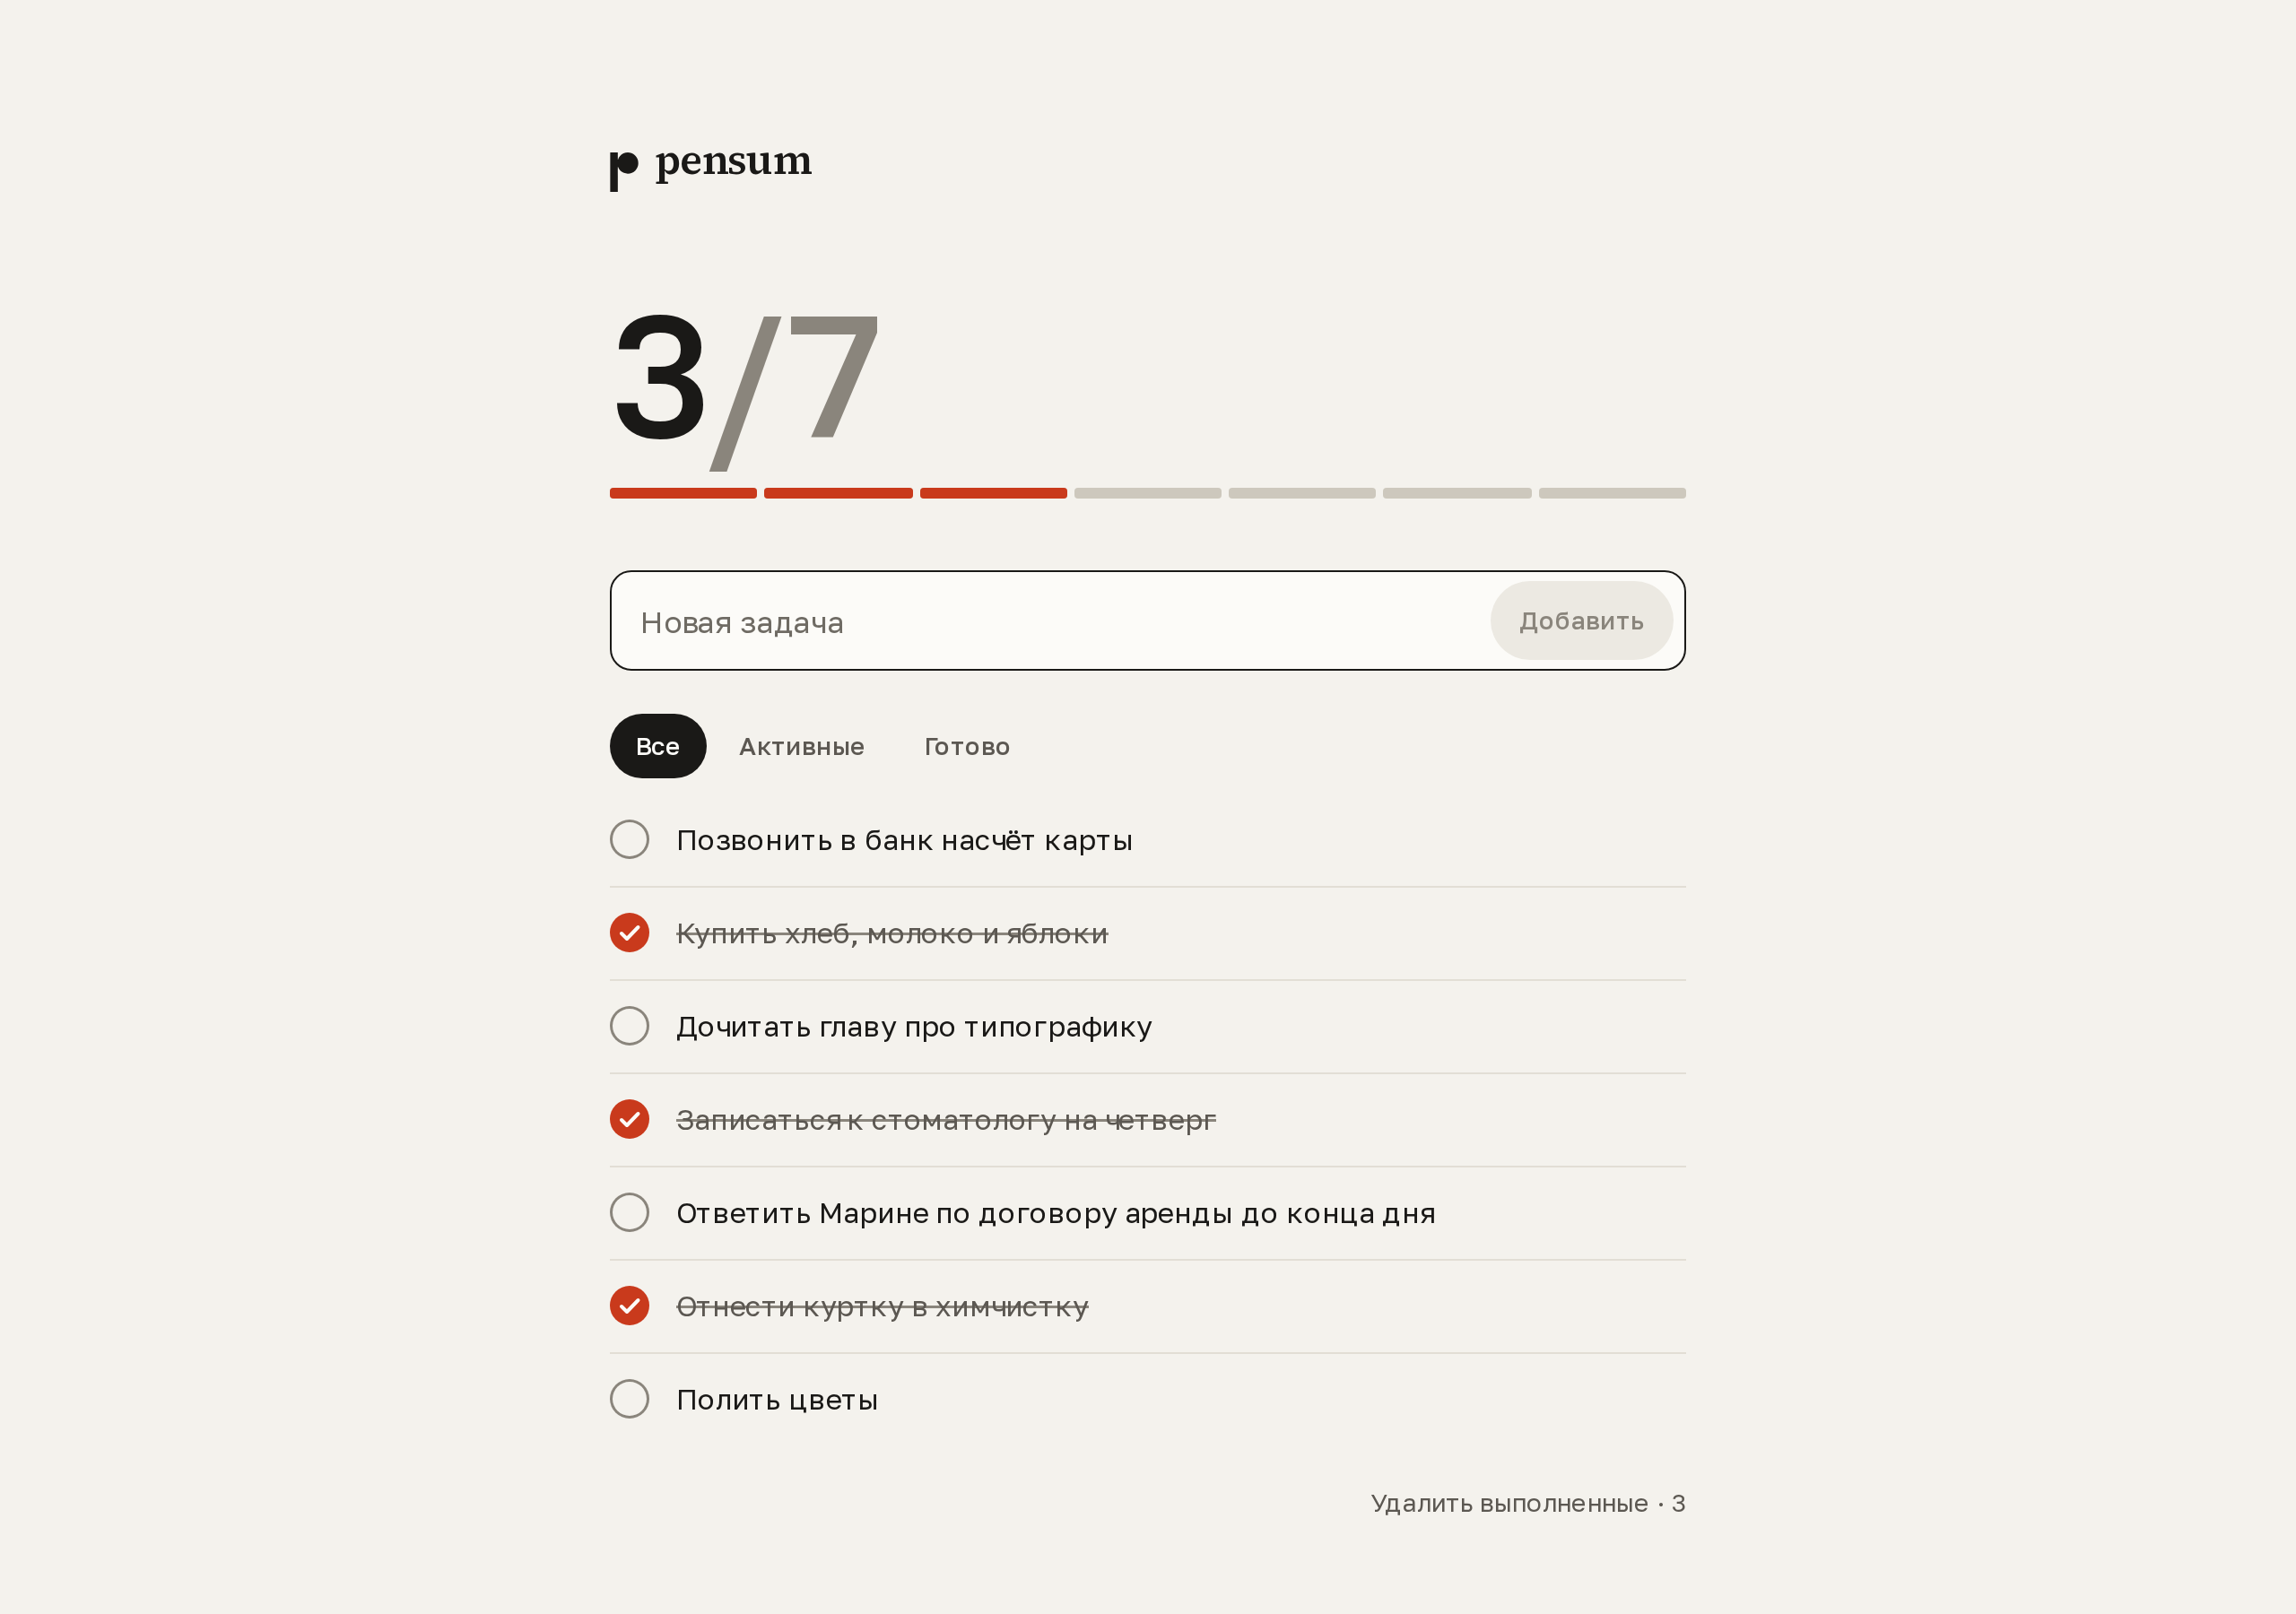 pensum
3/7
Новая задача
Добавить
Все
Активные
Готово
Позвонить в банк насчёт карты
Купить хлеб, молоко и яблоки
Дочитать главу про типографику
Записаться к стоматологу на четверг
Ответить Марине по договору аренды до конца дня
Отнести куртку в химчистку
Полить цветы
Удалить выполненные · 3